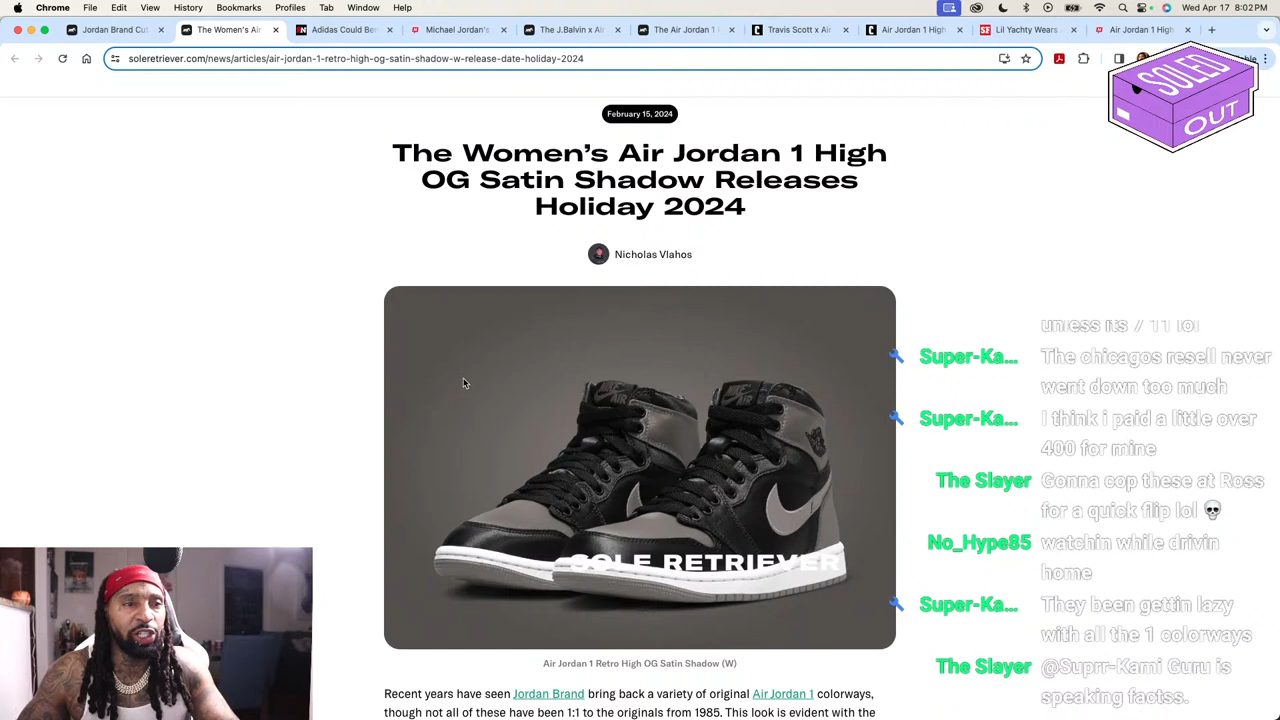 Chrome File Edit View History Bookmarks Profiles Tab Window Help
Wed Apr 17 8:02 PM
Jordan Brand Cu
The Women's Air
Adidas Could Be
Michael Jordan's
The J.Balvin x Air
The Air Jordan 1
Travis Scott x Air
Air Jordan 1 High
Lil Yachty Wears
Air Jordan 1 High
soleretriever.com/news/articles/air-jordan-1-retro-high-og-satin-shadow-w-release-date-holiday-2024
SOLED
OUT
February 15, 2024
The Women's Air Jordan 1 High
OG Satin Shadow Releases
Holiday 2024
Nicholas Vlahos
NIKE
AIR
NIKE
AIR
SOLE RETRIEVER
Air Jordan 1 Retro High OG Satin Shadow (W)
Recent years have seen Jordan Brand bring back a variety of original Air Jordan 1 colorways,
though not all of these have been 1:1 to the originals from 1985. This look is evident with the
unless its 7 11 lol
Super-Ka... The chicagos resell never
went down too much
Super-Ka... I think i paid a little over
400 for mine
The Slayer Gonna cop these at Ross
for a quick flip lol
No_Hype85 watchin while drivin
home
Super-Ka... They been gettin lazy
with all the 1 colorways
The Slayer @Suprr-Kami Guru is
speaking factss.